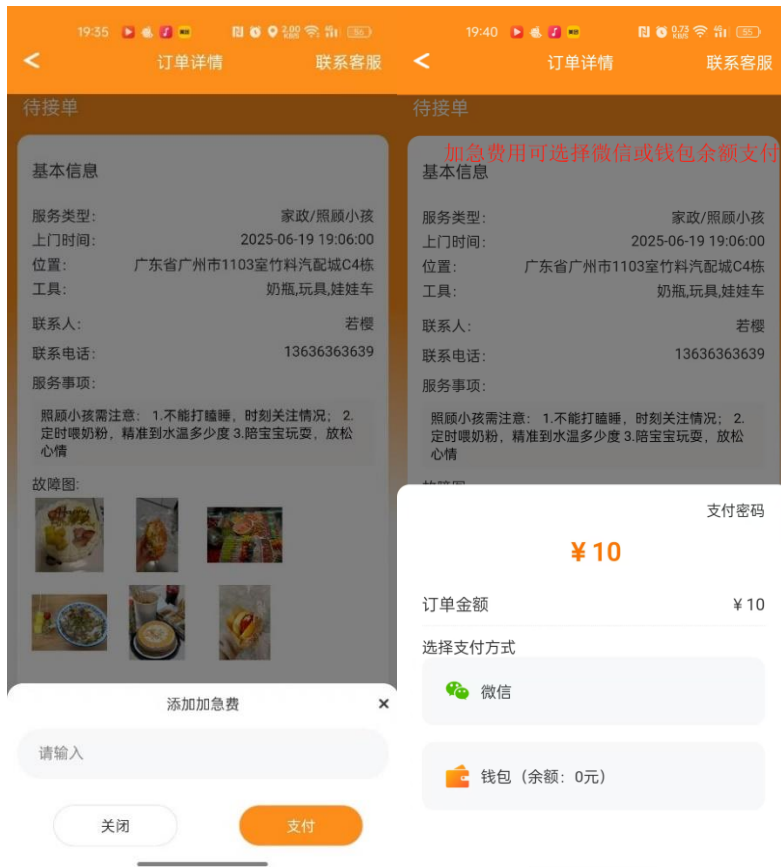 19:35
2.00 KB/S
56
订单详情
联系客服
待接单
基本信息
服务类型:
家政/照顾小孩
上门时间:
2025-06-19 19:06:00
位置:
广东省广州市1103室竹料汽配城C4栋
工具:
奶瓶,玩具,娃娃车
联系人:
若樱
联系电话:
13636363639
服务事项:
照顾小孩需注意: 1.不能打瞌睡, 时刻关注情况; 2.
定时喂奶粉, 精准到水温多少度 3.陪宝宝玩耍, 放松
心情
故障图:
添加加急费
×
请输入
关闭
支付
19:40
0.73 KB/S
55
订单详情
联系客服
待接单
加急费用可选择微信或钱包余额支付
基本信息
服务类型:
家政/照顾小孩
上门时间:
2025-06-19 19:06:00
位置:
广东省广州市1103室竹料汽配城C4栋
工具:
奶瓶,玩具,娃娃车
联系人:
若樱
联系电话:
13636363639
服务事项:
照顾小孩需注意: 1.不能打瞌睡, 时刻关注情况; 2.
定时喂奶粉, 精准到水温多少度 3.陪宝宝玩耍, 放松
心情
支付密码
¥10
订单金额
¥10
选择支付方式
微信
钱包 (余额: 0元)